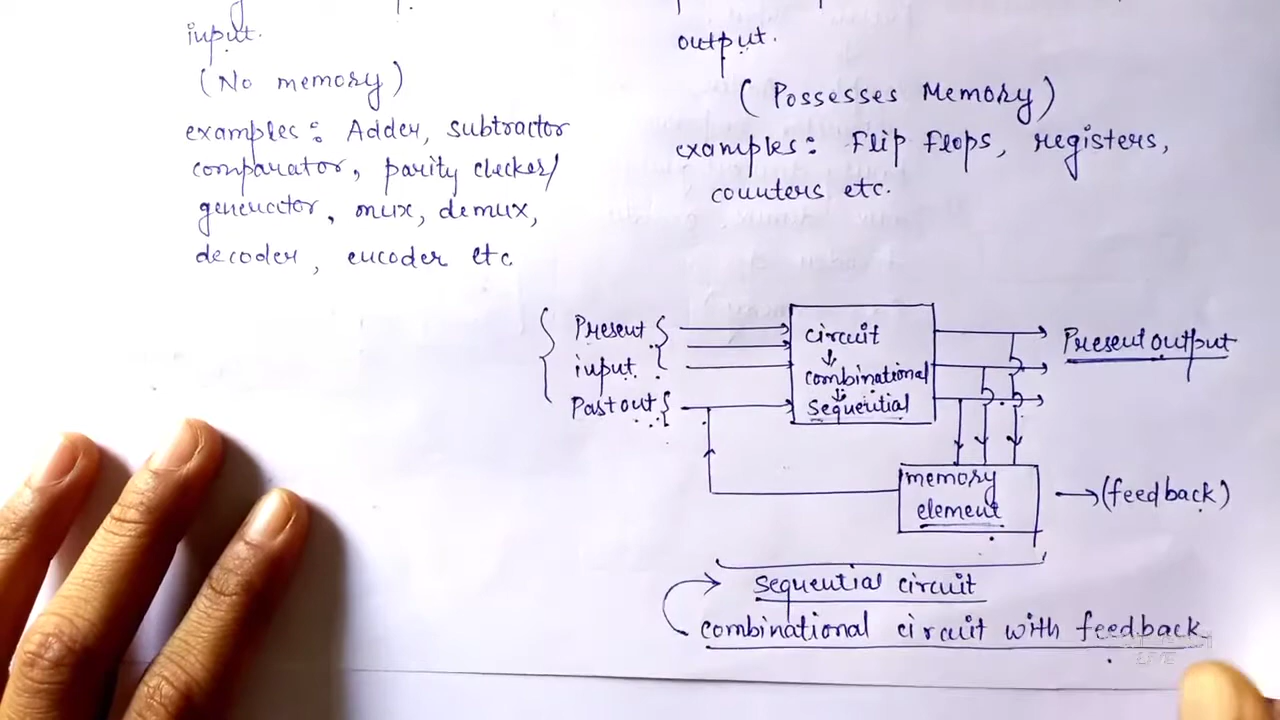 input.
(No memory)
examples: Adder, subtractor
comparator, parity checker/
generator, mux, demux,
decoder, encoder etc
output.
(Possesses Memory)
examples: Flip Flops, registers,
counters etc.
Present
input
Past out
circuit
combinational
sequential
Present output
memory
element
(feedback)
sequential circuit
combinational circuit with feedback